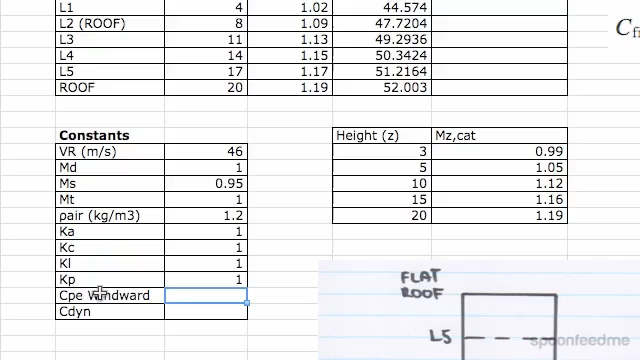 L1 4 1.02 44.574
L2 (ROOF) 8 1.09 47.7204
L3 11 1.13 49.2936
L4 14 1.15 50.3424
L5 17 1.17 51.2164
ROOF 20 1.19 52.003
Constants
VR (m/s) 46
Md 1
Ms 0.95
Mt 1
ρair (kg/m3) 1.2
Ka 1
Kc 1
Kl 1
Kp 1
Cpe Windward
Cdyn
Height (z) Mz,cat
3 0.99
5 1.05
10 1.12
15 1.16
20 1.19
FLAT
ROOF
L5
spoonfeedme